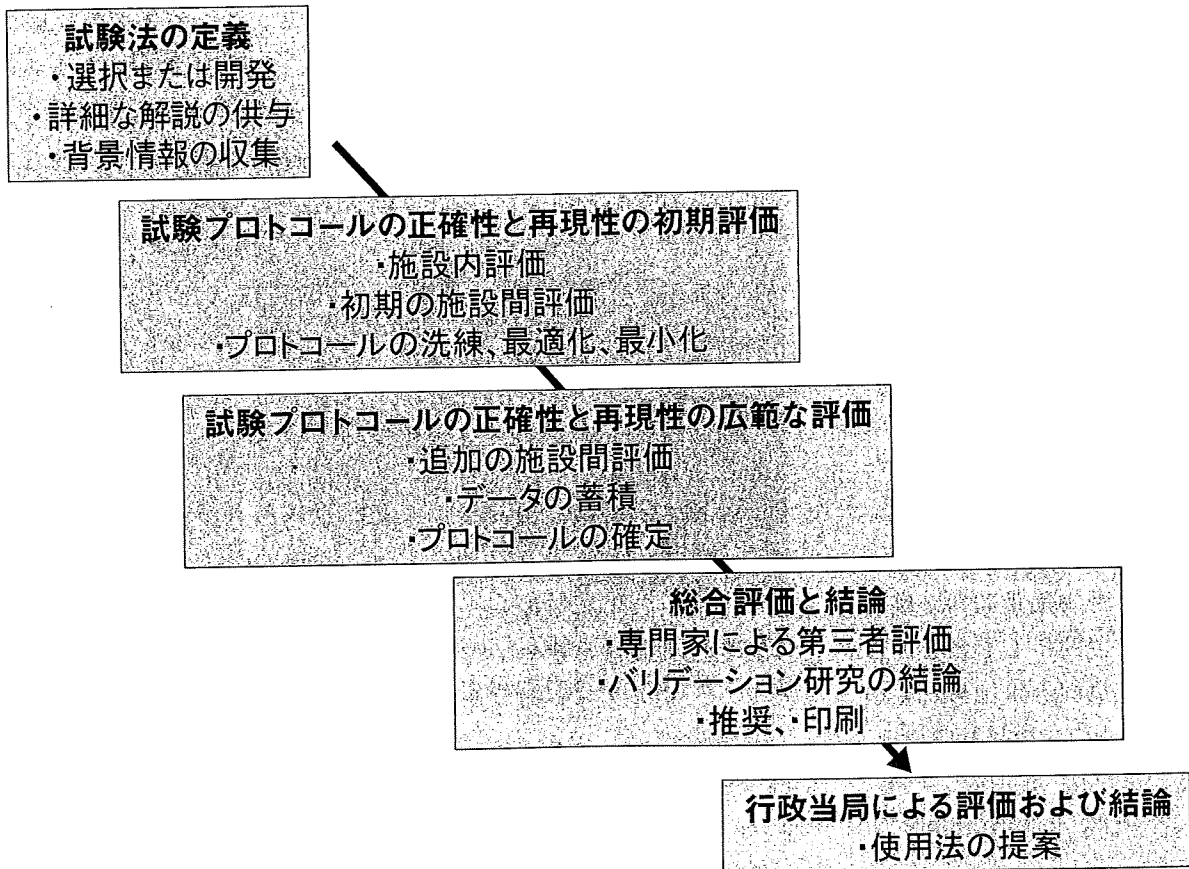 試験法の定義
・選択または開発
・詳細な解説の供与
・背景情報の収集
試験プロトコールの正確性と再現性の初期評価
・施設内評価
・初期の施設間評価
・プロトコールの洗練、最適化、最小化
試験プロトコールの正確性と再現性の広範な評価
・追加の施設間評価
・データの蓄積
・プロトコールの確定
総合評価と結論
・専門家による第三者評価
・バリデーション研究の結論
・推奨、・印刷
行政当局による評価および結論
・使用法の提案